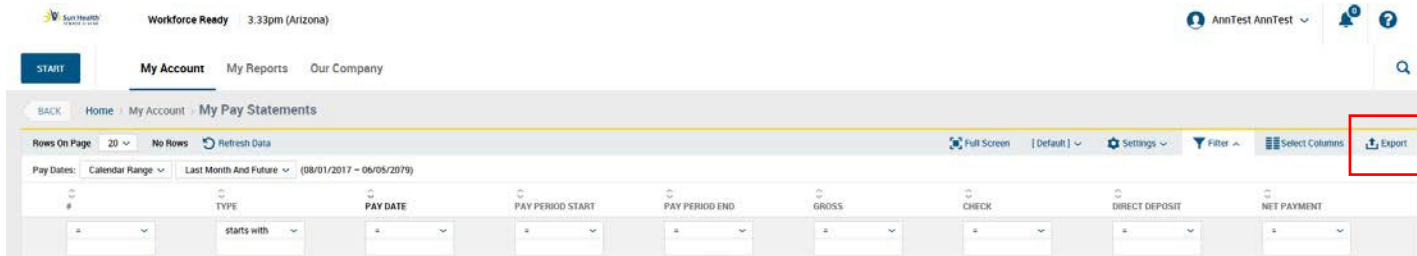 Sun Health Workforce Ready 3.33pm (Arizona) AnnTest AnnTest 0 ?
START My Account My Reports Our Company
BACK Home My Account My Pay Statements
Rows On Page 20 No Rows Refresh Data Full Screen [ Default ] Settings Filter Select Columns Export
Pay Dates: Calendar Range Last Month And Future (08/01/2017 – 06/05/2079)
# TYPE PAY DATE PAY PERIOD START PAY PERIOD END GROSS CHECK DIRECT DEPOSIT NET PAYMENT
= starts with = = = = = = =